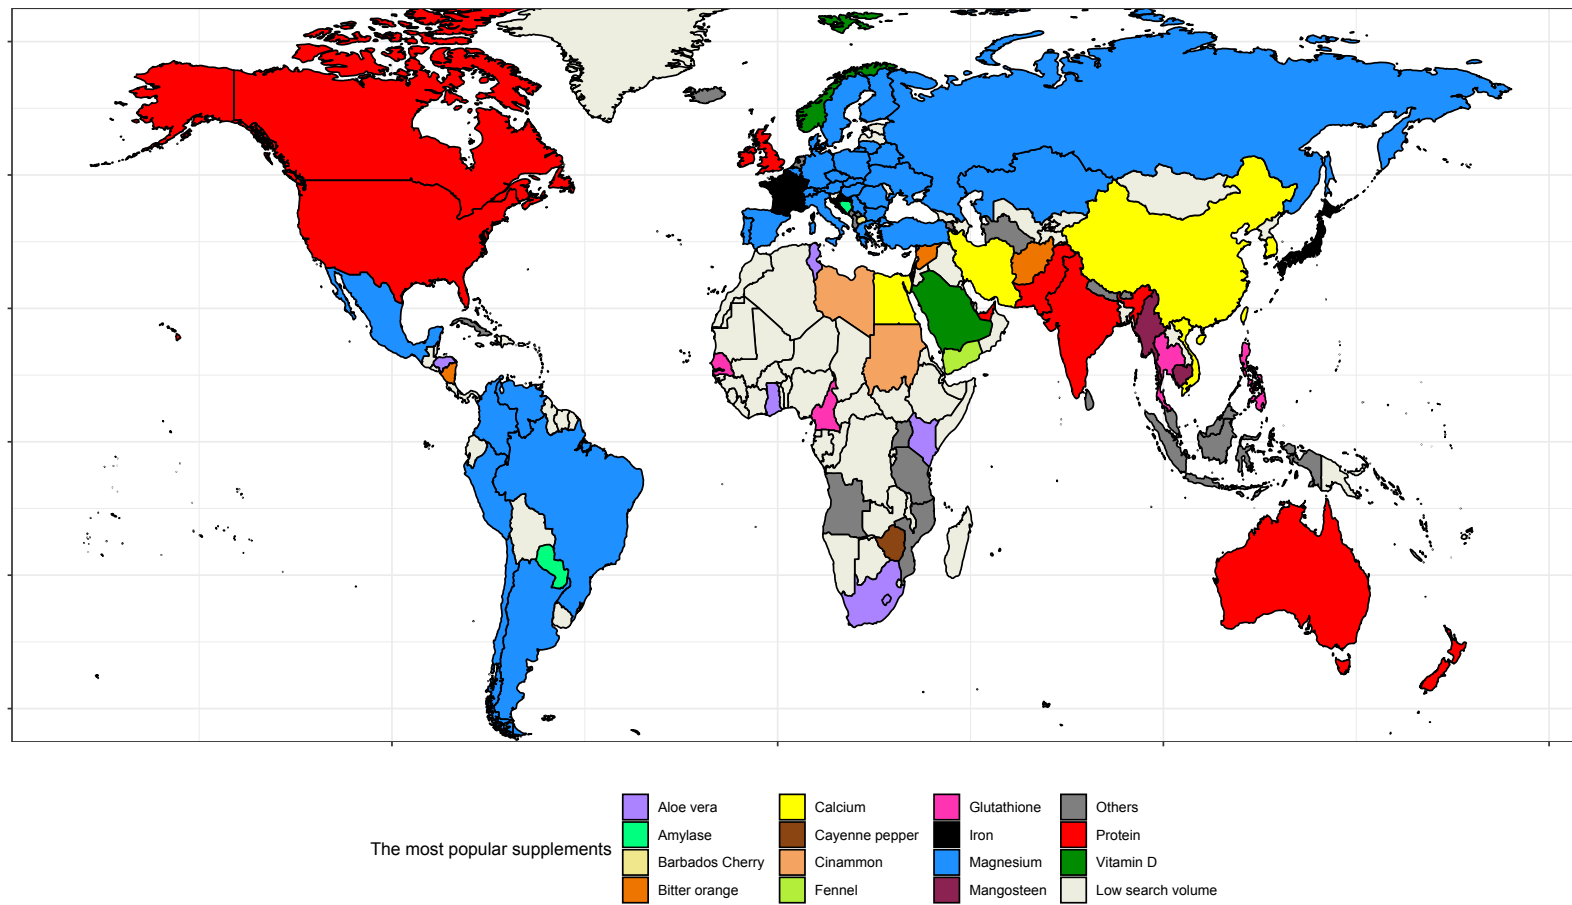 The most popular supplements
Aloe vera
Amylase
Barbados Cherry
Bitter orange
Calcium
Cayenne pepper
Cinammon
Fennel
Glutathione
Iron
Magnesium
Mangosteen
Others
Protein
Vitamin D
Low search volume